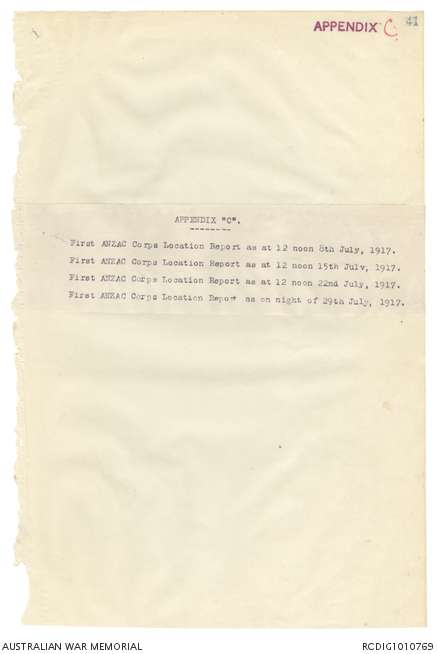 APPENDIX C. 41
APPENDIX "C".
--------
First ANZAC Corps Location Report as at 12 noon 8th July, 1917.
First ANZAC Corps Location Report as at 12 noon 15th July, 1917.
First ANZAC Corps Location Report as at 12 noon 22nd July, 1917.
First ANZAC Corps Location Report as on night of 29th July, 1917.
AUSTRALIAN WAR MEMORIAL RCDIG1010769